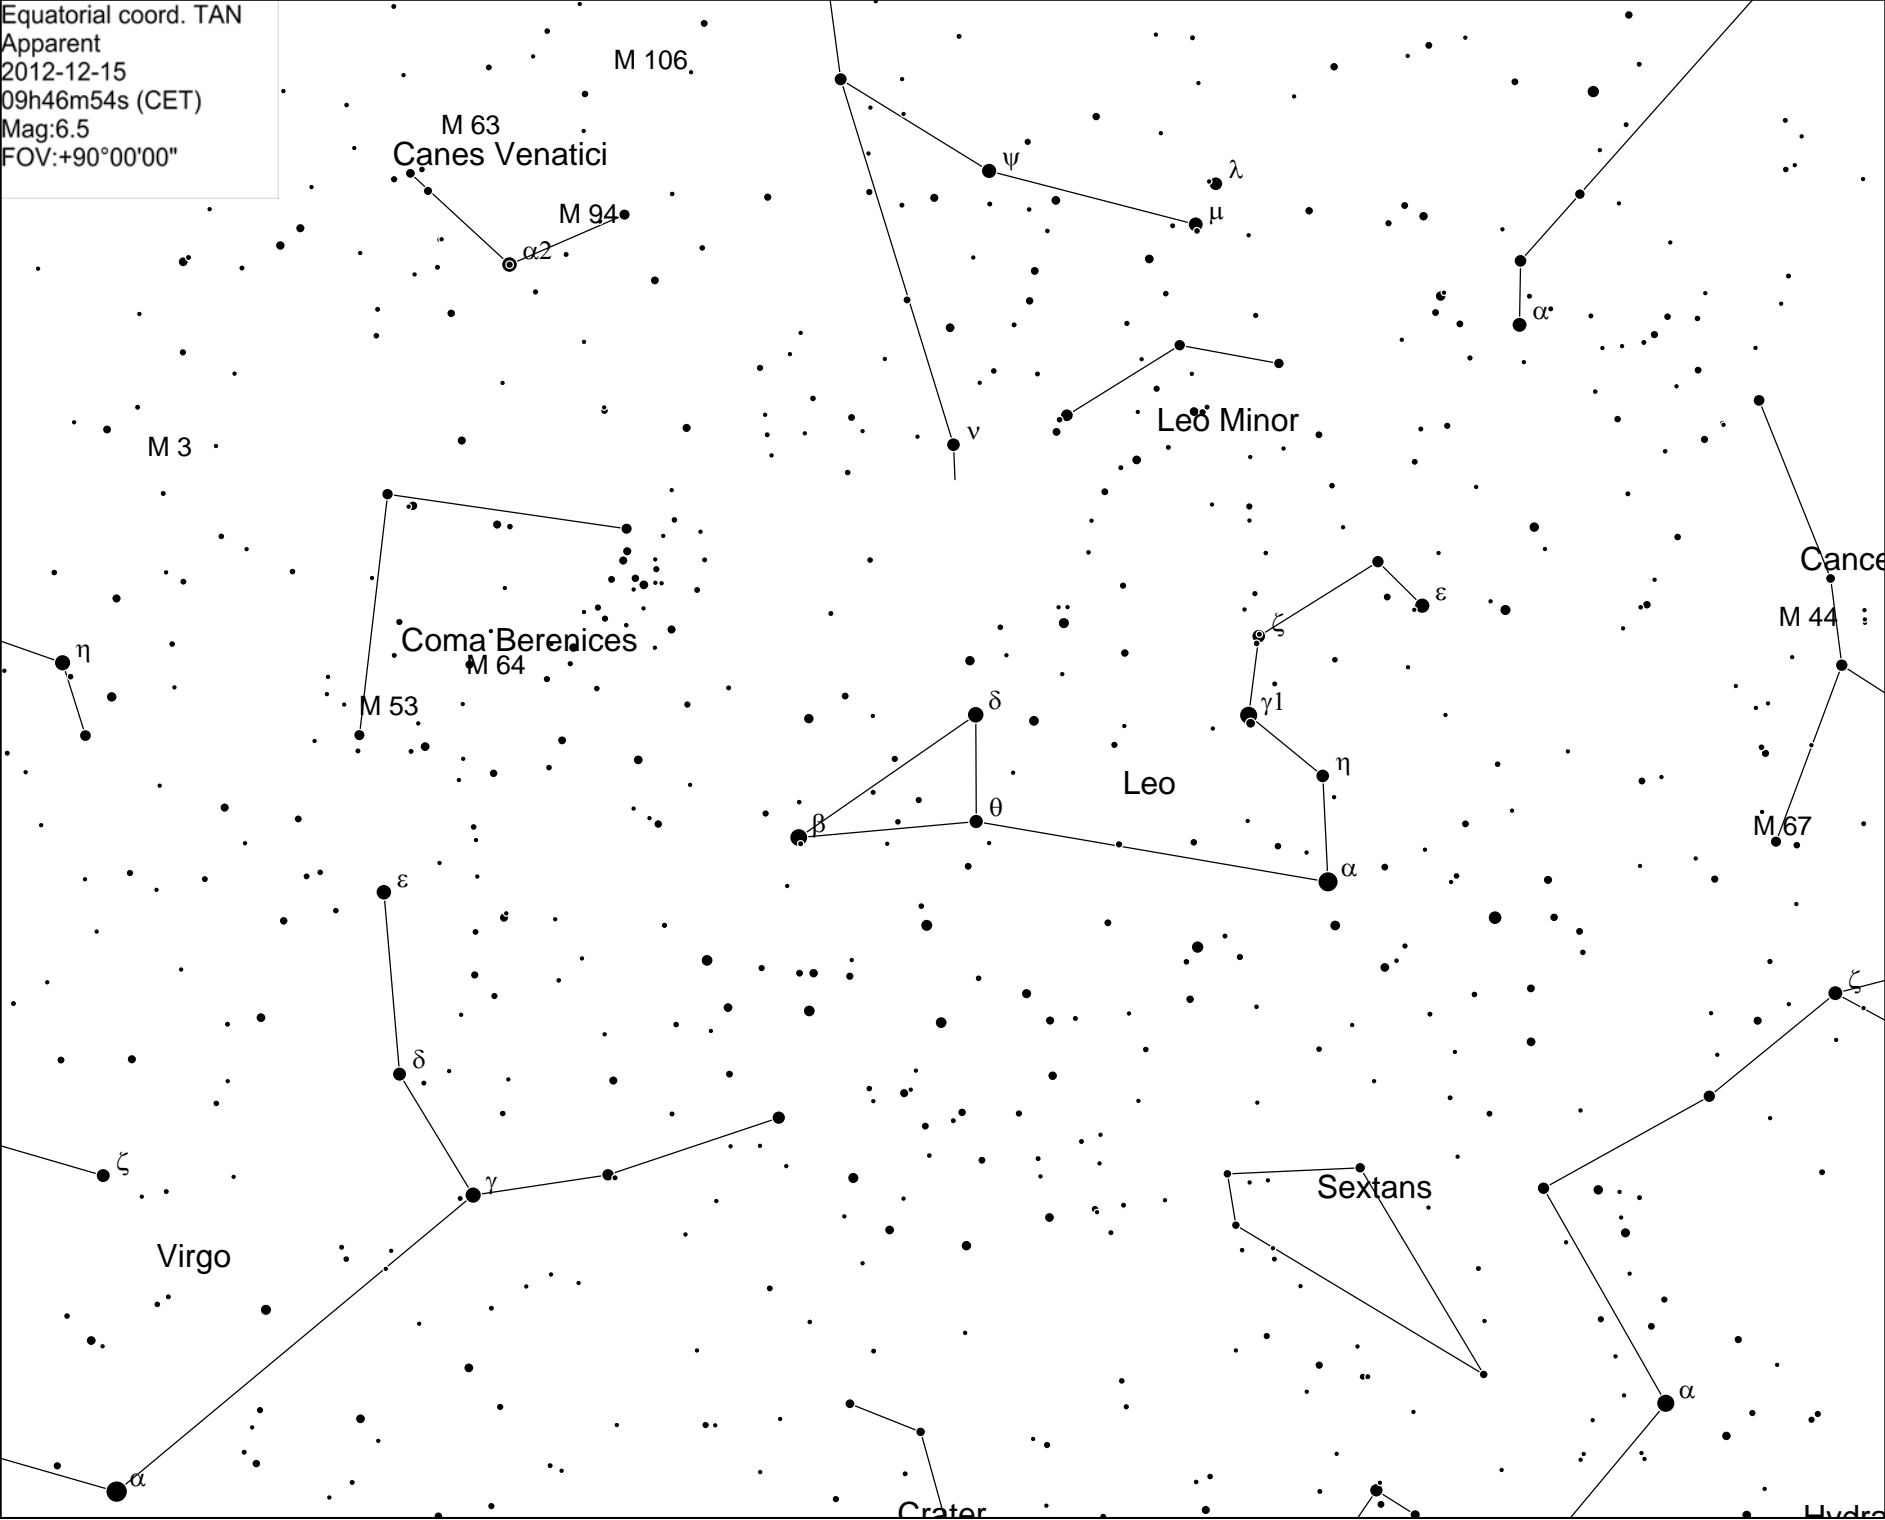 Equatorial coord. TAN
Apparent
2012-12-15
09h46m54s (CET)
Mag:6.5
FOV:+90°00'00"
M 106
M 63
Canes Venatici
ψ
λ
M 94
μ
α2
α
ν
Leo Minor
M 3
Cance
ε
M 44
ζ
Coma Berenices
η
M 64
δ
γ1
M 53
η
Leo
θ
β
M 67
α
ε
ζ
δ
ζ
γ
Sextans
Virgo
α
α
Crater
Hydra